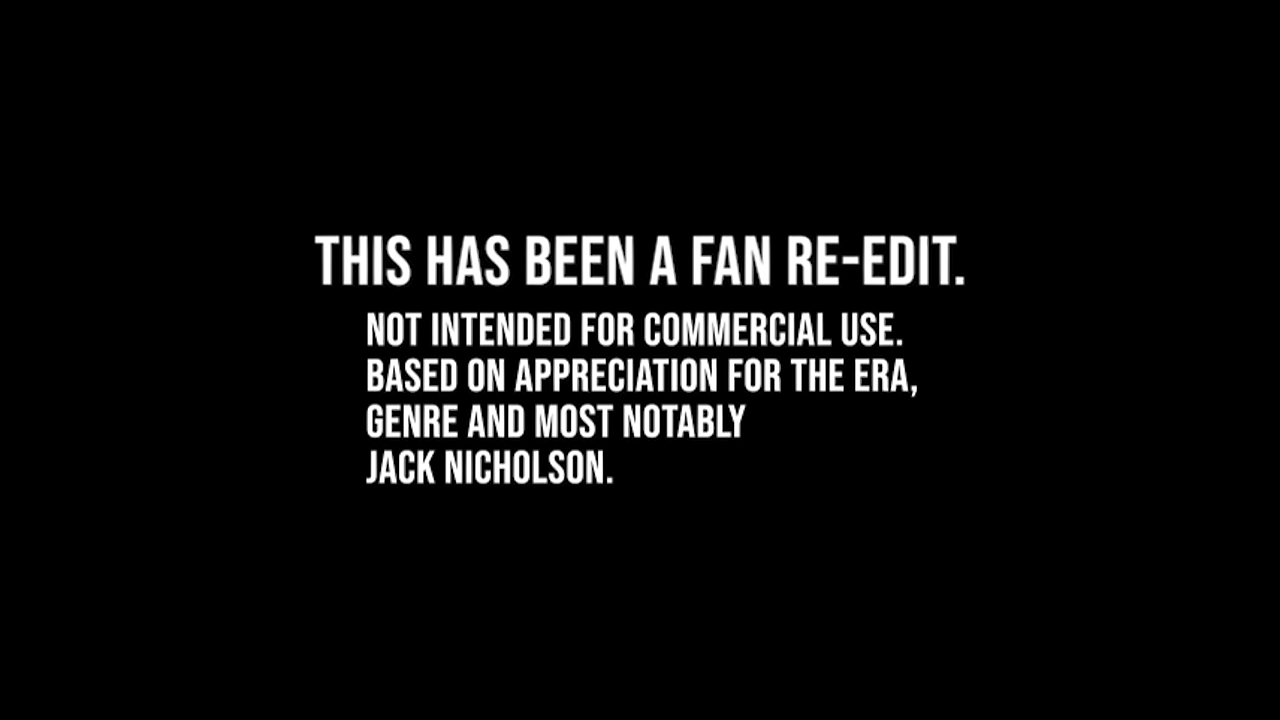 THIS HAS BEEN A FAN RE-EDIT.
NOT INTENDED FOR COMMERCIAL USE.
BASED ON APPRECIATION FOR THE ERA,
GENRE AND MOST NOTABLY
JACK NICHOLSON.